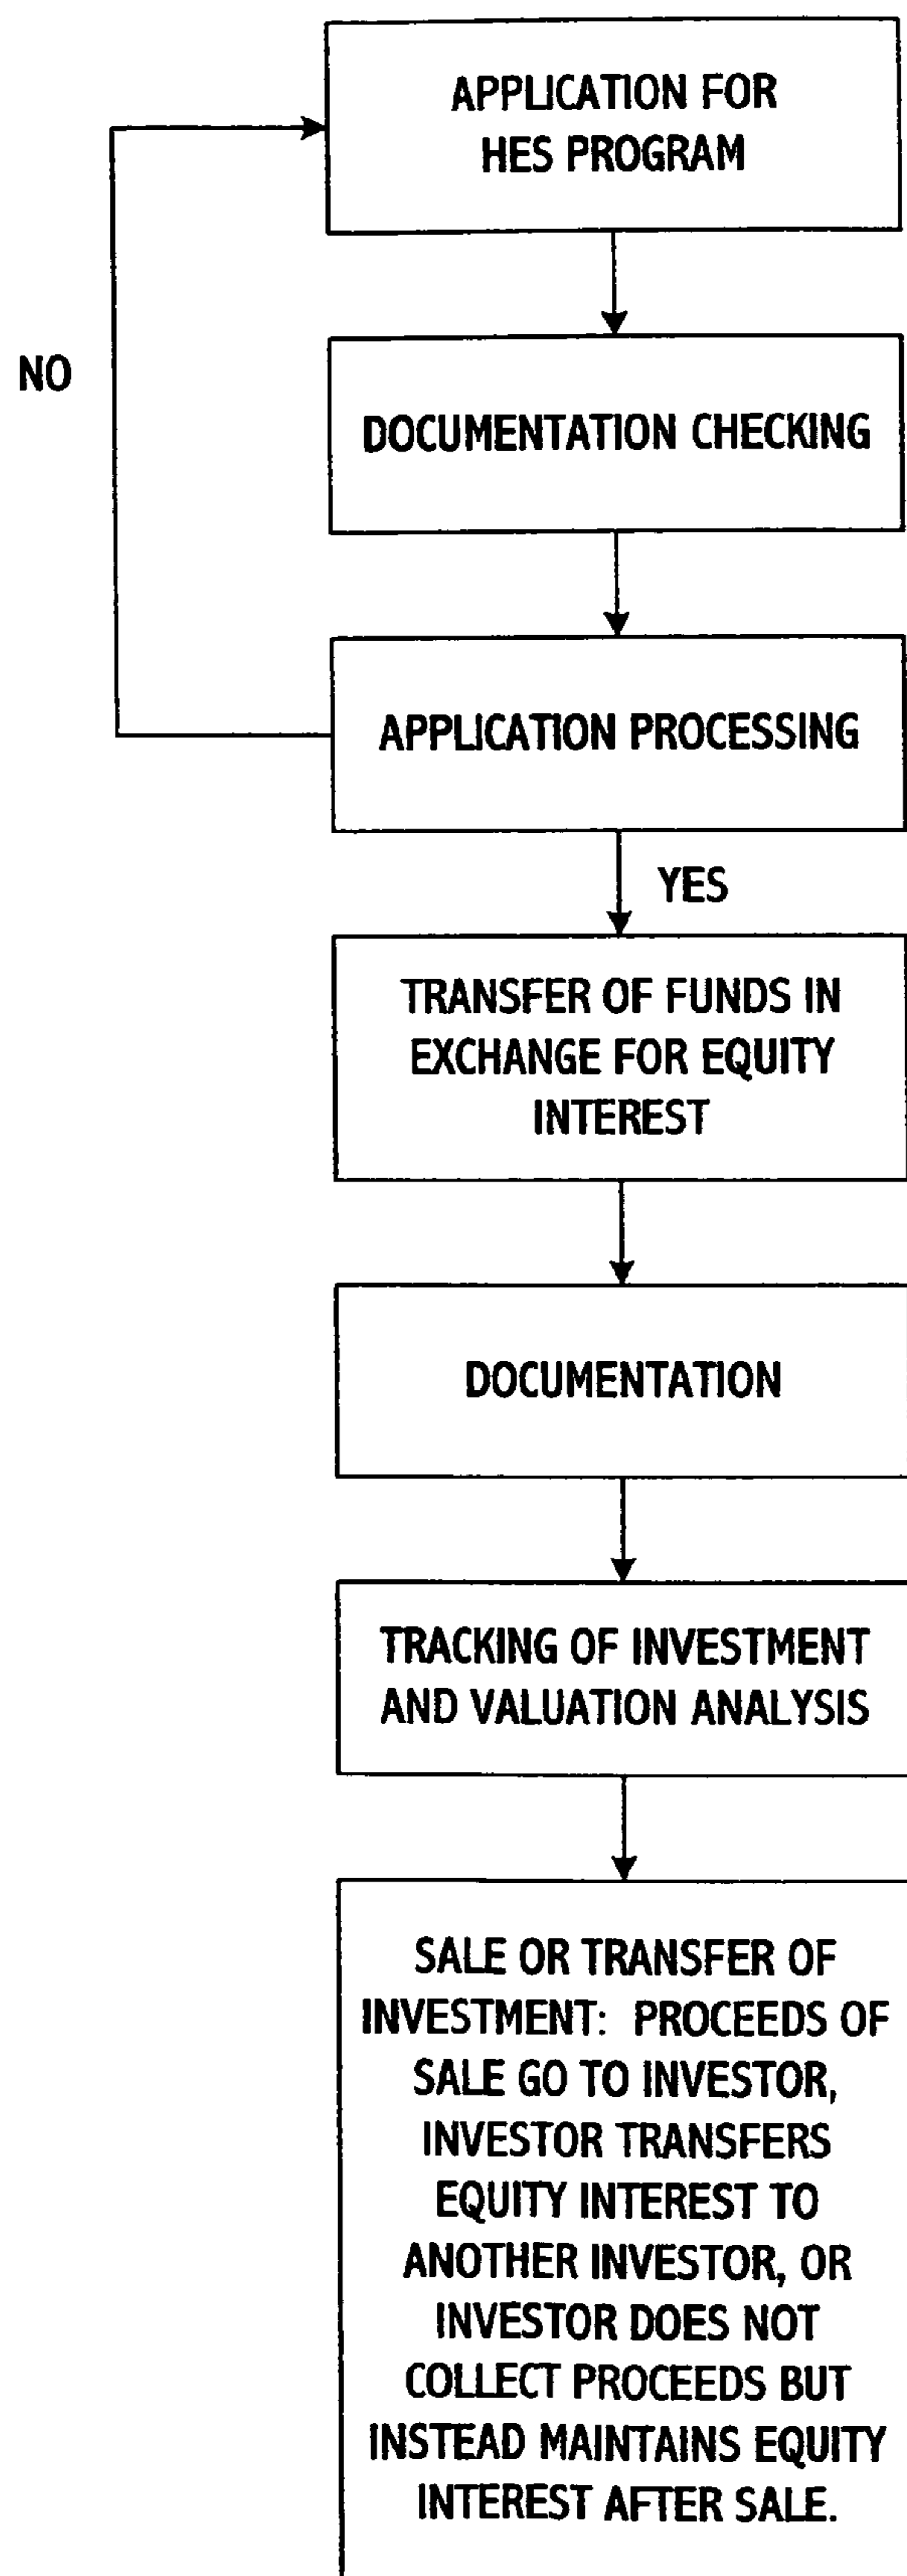 APPLICATION FOR
HES PROGRAM
NO
DOCUMENTATION CHECKING
APPLICATION PROCESSING
YES
TRANSFER OF FUNDS IN
EXCHANGE FOR EQUITY
INTEREST
DOCUMENTATION
TRACKING OF INVESTMENT
AND VALUATION ANALYSIS
SALE OR TRANSFER OF
INVESTMENT: PROCEEDS OF
SALE GO TO INVESTOR,
INVESTOR TRANSFERS
EQUITY INTEREST TO
ANOTHER INVESTOR, OR
INVESTOR DOES NOT
COLLECT PROCEEDS BUT
INSTEAD MAINTAINS EQUITY
INTEREST AFTER SALE.